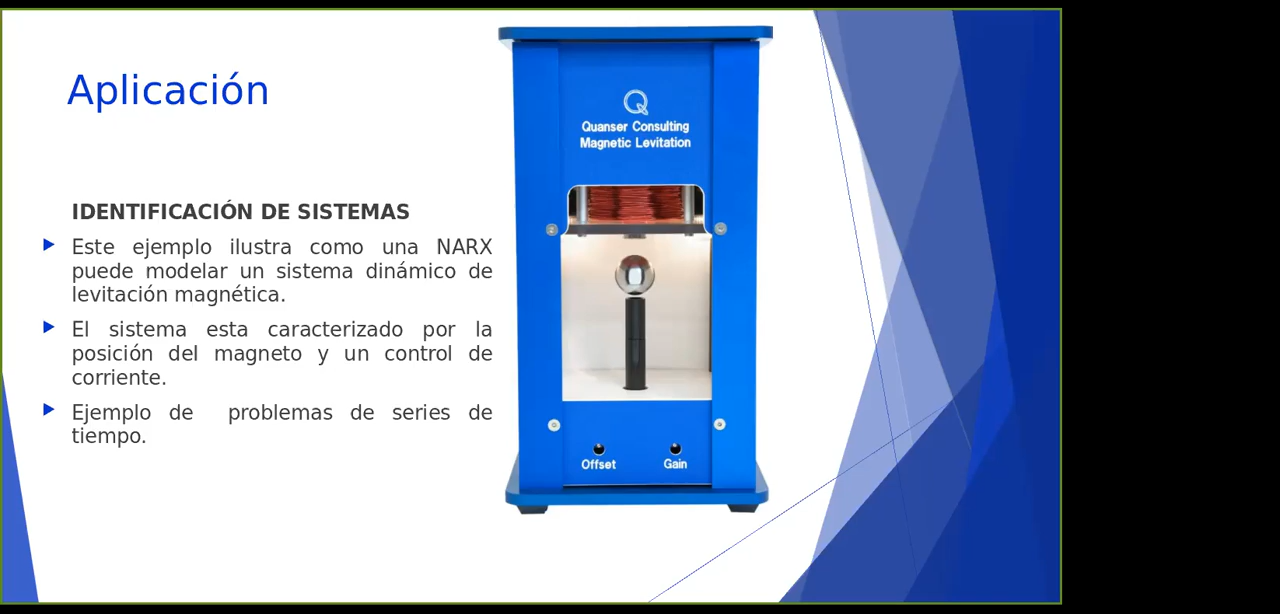 Aplicación
IDENTIFICACIÓN DE SISTEMAS
Este ejemplo ilustra como una NARX
puede modelar un sistema dinámico de
levitación magnética.
El sistema esta caracterizado por la
posición del magneto y un control de
corriente.
Ejemplo de problemas de series de
tiempo.
Quanser Consulting
Magnetic Levitation
Offset
Gain